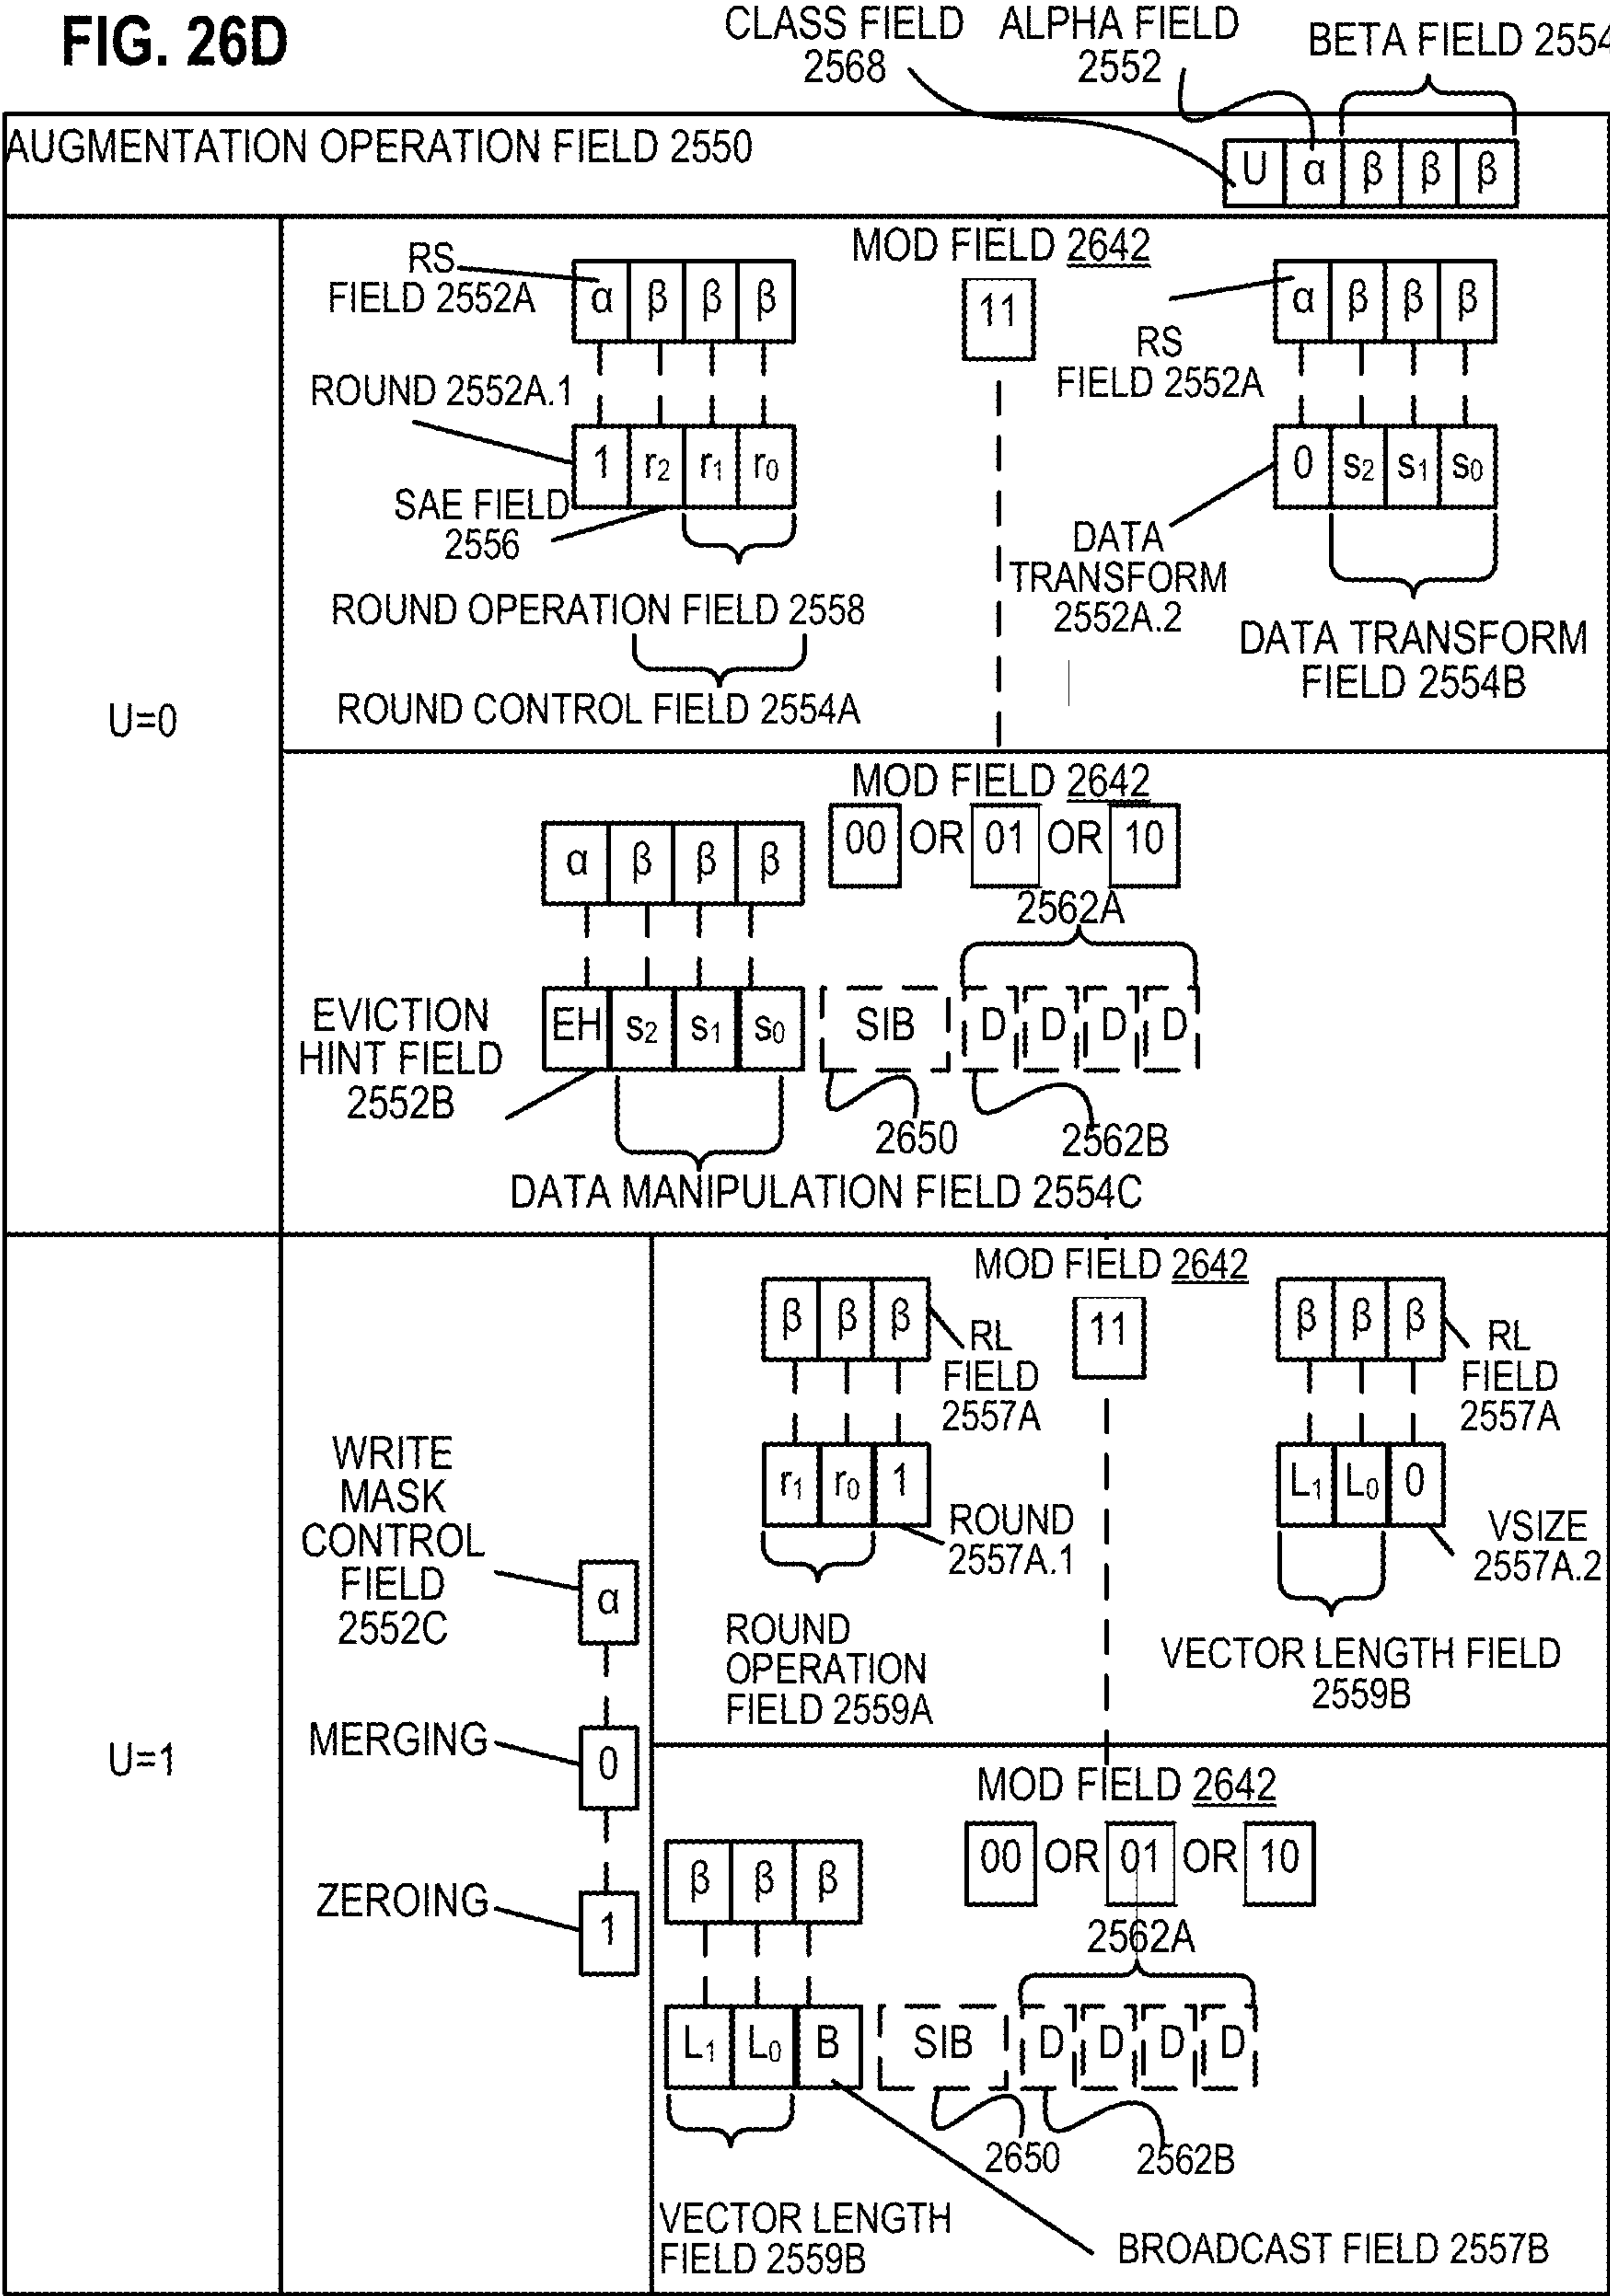 FIG. 26D
CLASS FIELD
2568
ALPHA FIELD
2552
BETA FIELD 2554
AUGMENTATION OPERATION FIELD 2550
U α β β β
U=0
MOD FIELD 2642
11
RS
FIELD 2552A
α β β β
ROUND 2552A.1
1 r2 r1 r0
SAE FIELD
2556
ROUND OPERATION FIELD 2558
ROUND CONTROL FIELD 2554A
α β β β
RS
FIELD 2552A
0 s2 s1 s0
DATA
TRANSFORM
2552A.2
DATA TRANSFORM
FIELD 2554B
MOD FIELD 2642
00 OR 01 OR 10
α β β β
2562A
EVICTION
HINT FIELD
2552B
EH s2 s1 s0 SIB D D D D
2650
2562B
DATA MANIPULATION FIELD 2554C
U=1
WRITE
MASK
CONTROL
FIELD
2552C
α
MERGING
0
ZEROING
1
MOD FIELD 2642
11
β β β
RL
FIELD
2557A
r1 r0 1
ROUND
2557A.1
ROUND
OPERATION
FIELD 2559A
β β β
RL
FIELD
2557A
L1 L0 0
VSIZE
2557A.2
VECTOR LENGTH FIELD
2559B
MOD FIELD 2642
00 OR 01 OR 10
β β β
2562A
L1 L0 B SIB D D D D
2650
2562B
VECTOR LENGTH
FIELD 2559B
BROADCAST FIELD 2557B